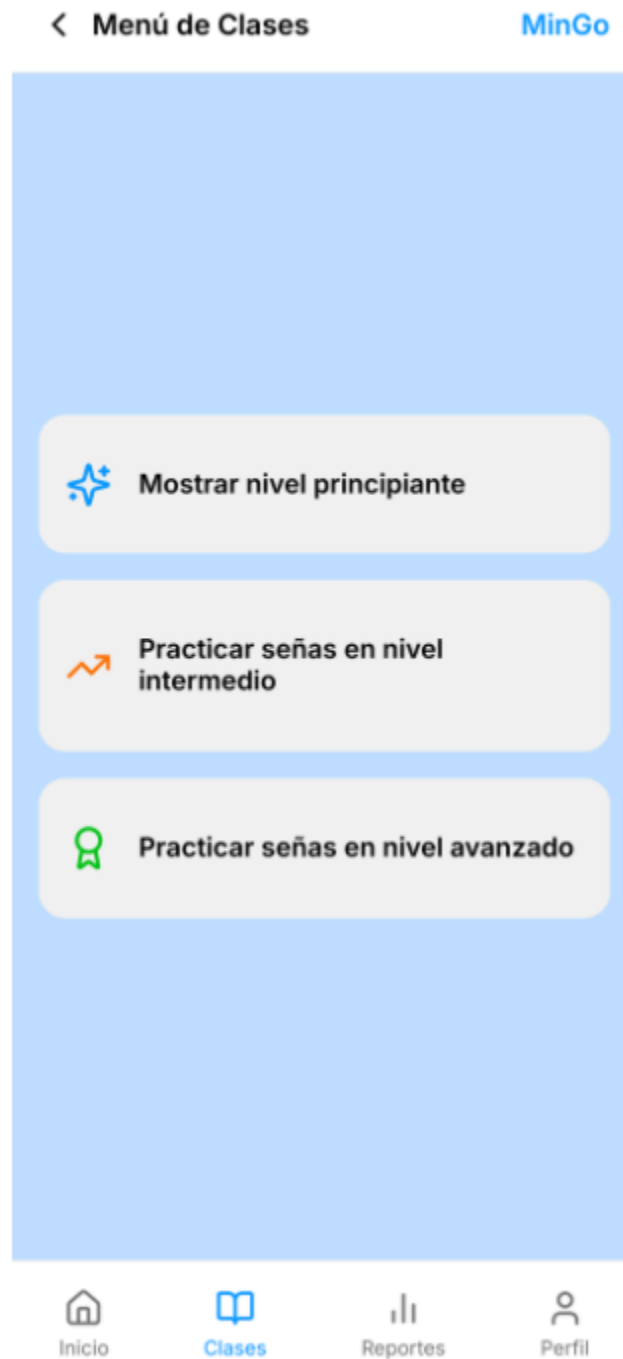 Menú de Clases
MinGo
Mostrar nivel principiante
Practicar señas en nivel
intermedio
Practicar señas en nivel avanzado
Inicio
Clases
Reportes
Perfil